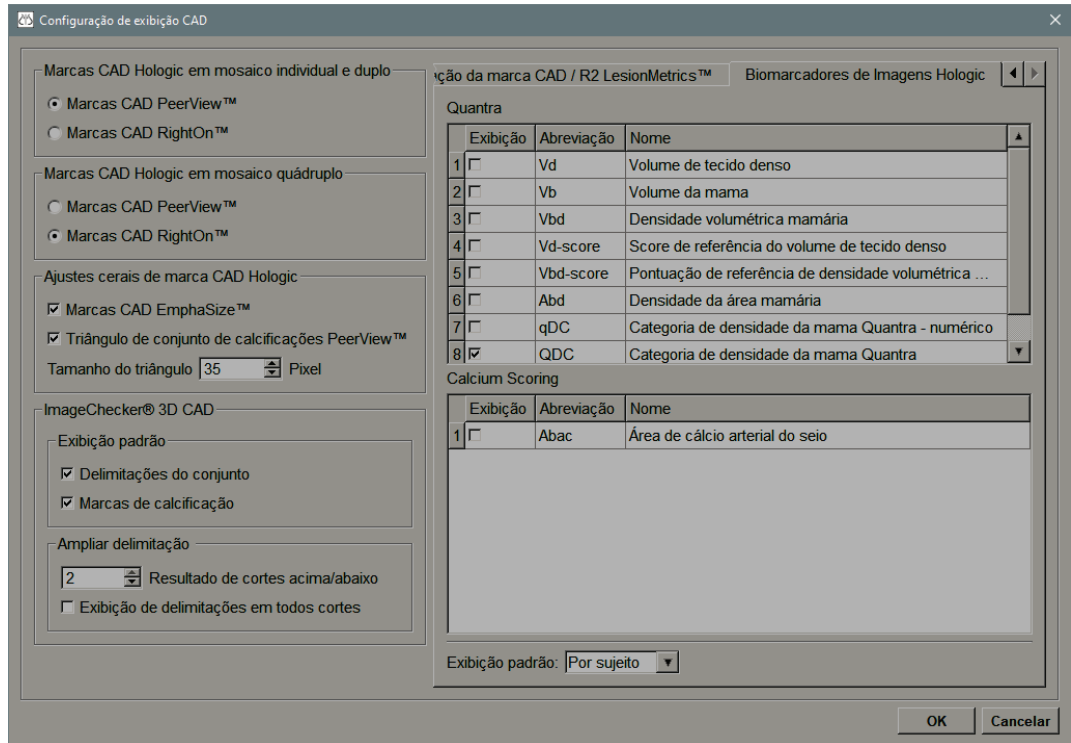 Configuração de exibição CAD
Marcas CAD Hologic em mosaico individual e duplo
Marcas CAD PeerView™
Marcas CAD RightOn™
Marcas CAD Hologic em mosaico quádruplo
Marcas CAD PeerView™
Marcas CAD RightOn™
Ajustes cerais de marca CAD Hologic
Marcas CAD EmphaSize™
Triângulo de conjunto de calcificações PeerView™
Tamanho do triângulo 35 Pixel
ImageChecker® 3D CAD
Exibição padrão
Delimitações do conjunto
Marcas de calcificação
Ampliar delimitação
2 Resultado de cortes acima/abaixo
Exibição de delimitações em todos cortes
ção da marca CAD / R2 LesionMetrics™ Biomarcadores de Imagens Hologic
Quantra
Exibição Abreviação Nome
1 Vd Volume de tecido denso
2 Vb Volume da mama
3 Vbd Densidade volumétrica mamária
4 Vd-score Score de referência do volume de tecido denso
5 Vbd-score Pontuação de referência de densidade volumétrica ...
6 Abd Densidade da área mamária
7 qDC Categoria de densidade da mama Quantra - numérico
8 QDC Categoria de densidade da mama Quantra
Calcium Scoring
Exibição Abreviação Nome
1 Abac Área de cálcio arterial do seio
Exibição padrão: Por sujeito
OK Cancelar